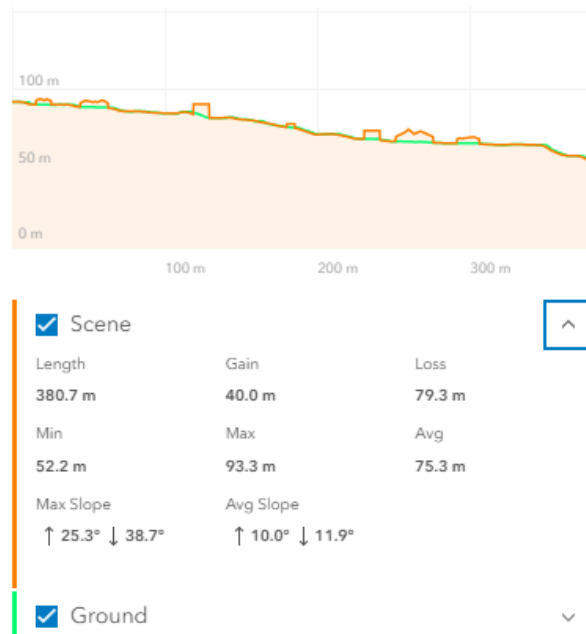 100 m
50 m
0 m
100 m 200 m 300 m
Scene
Length Gain Loss
380.7 m 40.0 m 79.3 m
Min Max Avg
52.2 m 93.3 m 75.3 m
Max Slope Avg Slope
↑ 25.3° ↓ 38.7° ↑ 10.0° ↓ 11.9°
Ground